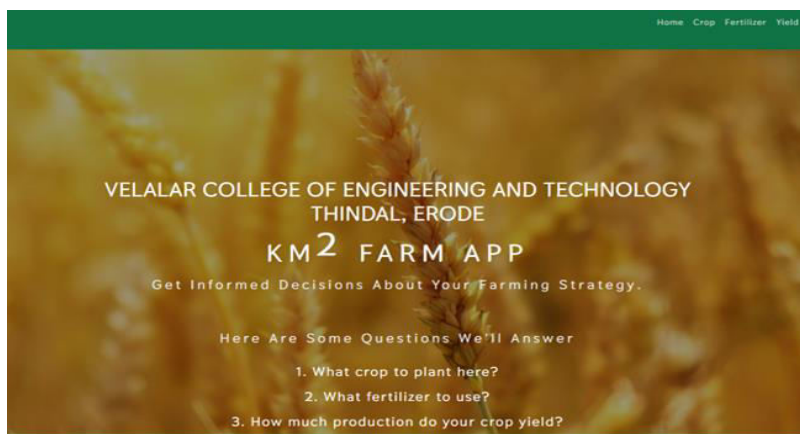 Home Crop Fertilizer Yield
VELALAR COLLEGE OF ENGINEERING AND TECHNOLOGY
THINDAL, ERODE
KM² FARM APP
Get Informed Decisions About Your Farming Strategy.
Here Are Some Questions We'll Answer
1. What crop to plant here?
2. What fertilizer to use?
3. How much production do your crop yield?